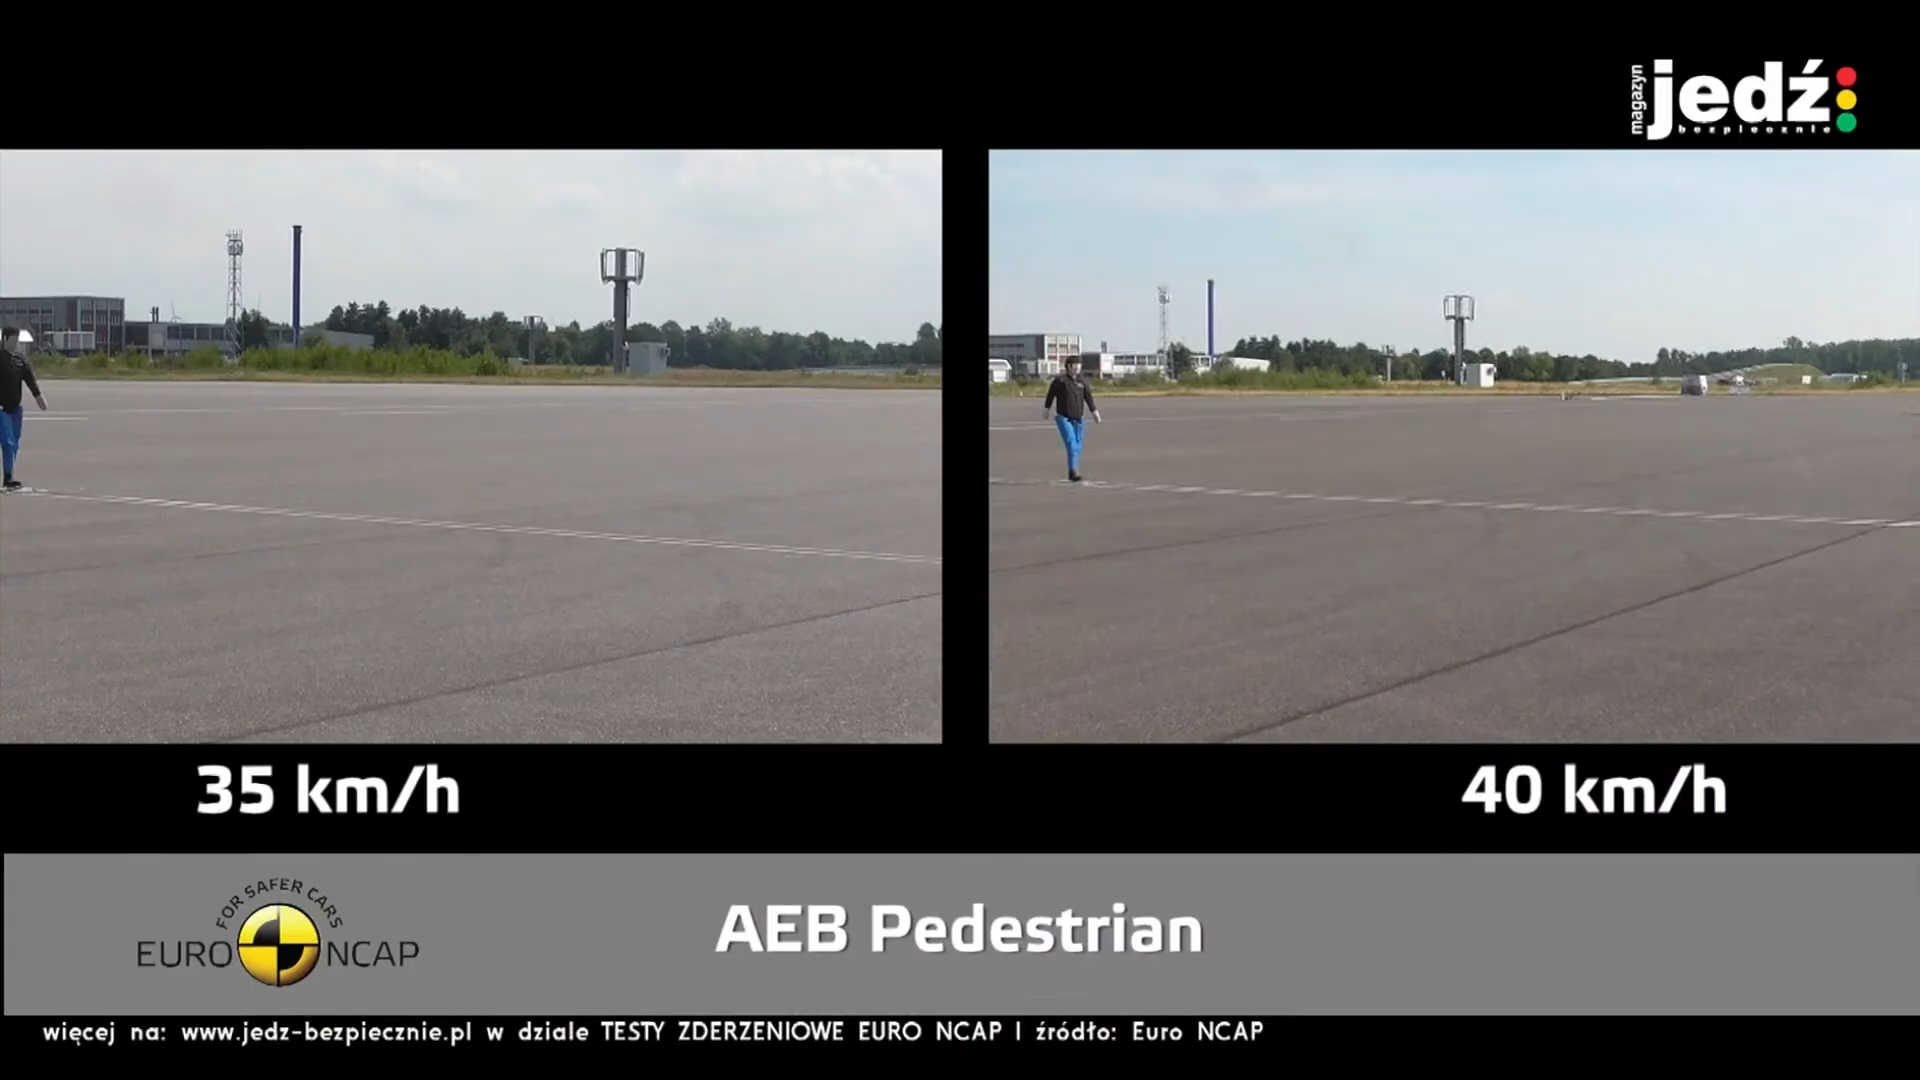 magazyn
jedź
bezpiecznie
35 km/h
40 km/h
FOR SAFER CARS
EURO NCAP
AEB Pedestrian
więcej na: www.jedz-bezpiecznie.pl w dziale TESTY ZDERZENIOWE EURO NCAP | źródło: Euro NCAP